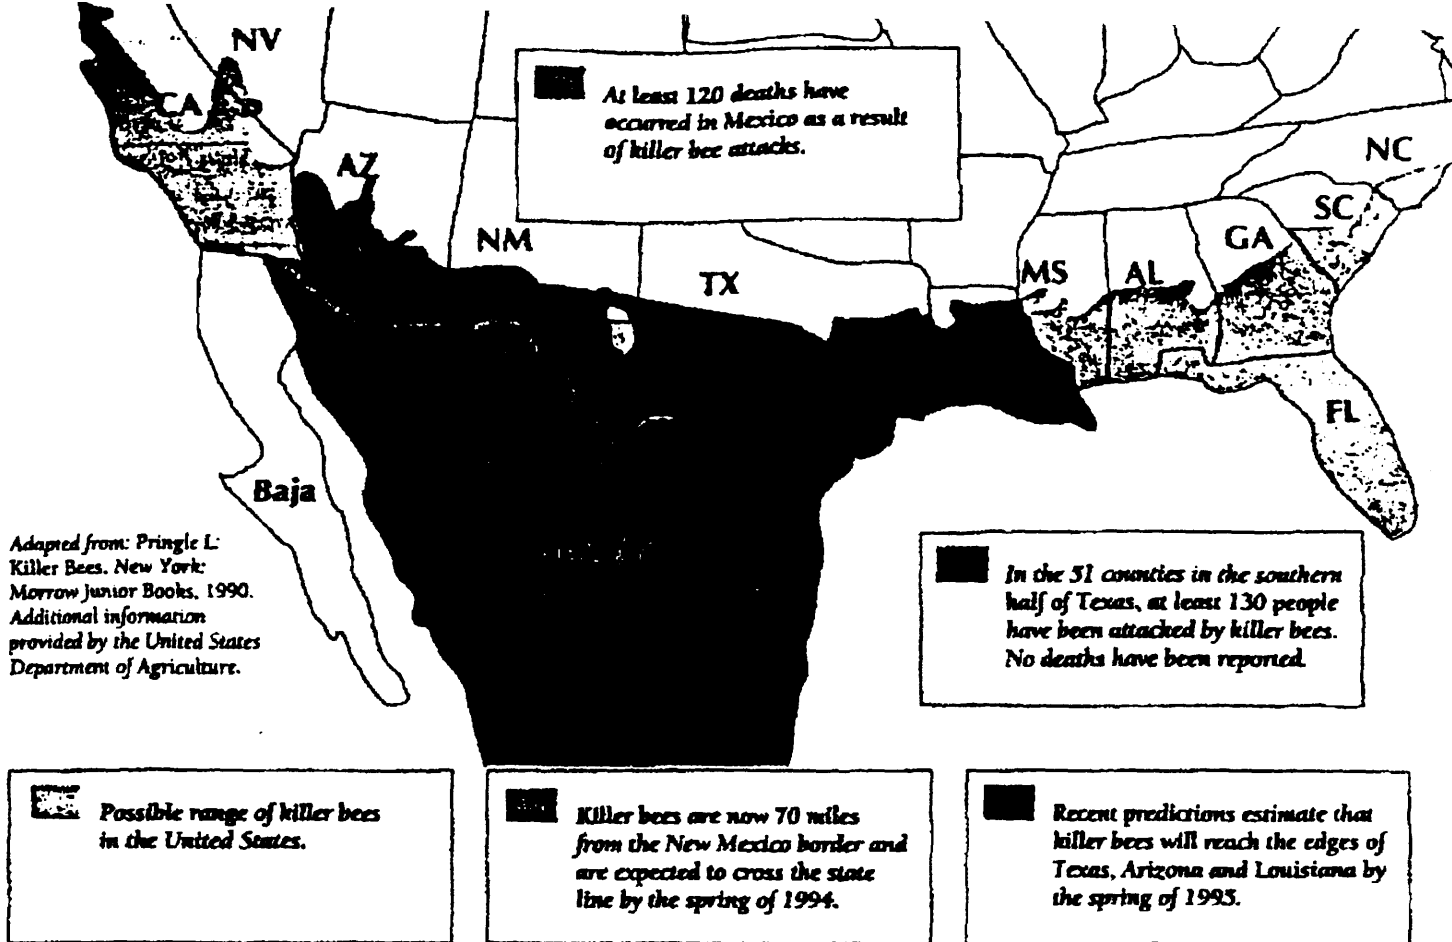 NV
CA
AZ
NM
TX
MS
AL
GA
SC
NC
FL
Baja
At least 120 deaths have
occurred in Mexico as a result
of killer bee attacks.
Adapted from: Pringle L:
Killer Bees. New York:
Morrow Junior Books, 1990.
Additional information
provided by the United States
Department of Agriculture.
In the 51 counties in the southern
half of Texas, at least 130 people
have been attacked by killer bees.
No deaths have been reported.
Possible range of killer bees
in the United States.
Killer bees are now 70 miles
from the New Mexico border and
are expected to cross the state
line by the spring of 1994.
Recent predictions estimate that
killer bees will reach the edges of
Texas, Arizona and Louisiana by
the spring of 1995.